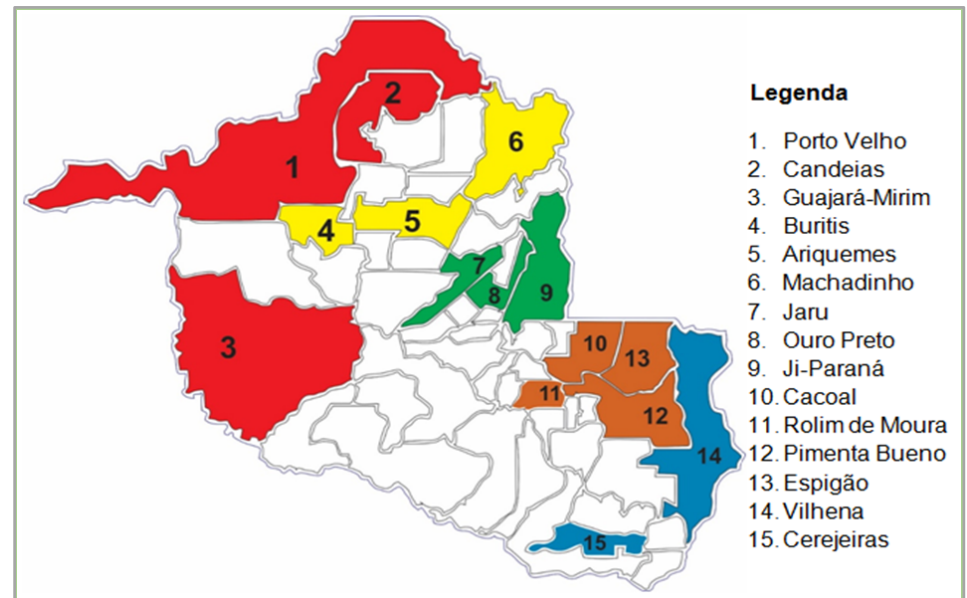 Legenda
1. Porto Velho
2. Candeias
3. Guajará-Mirim
4. Buritis
5. Ariquemes
6. Machadinho
7. Jaru
8. Ouro Preto
9. Ji-Paraná
10. Cacoal
11. Rolim de Moura
12. Pimenta Bueno
13. Espigão
14. Vilhena
15. Cerejeiras
2
6
1
5
4
7
8
9
3
10
13
11
12
14
15